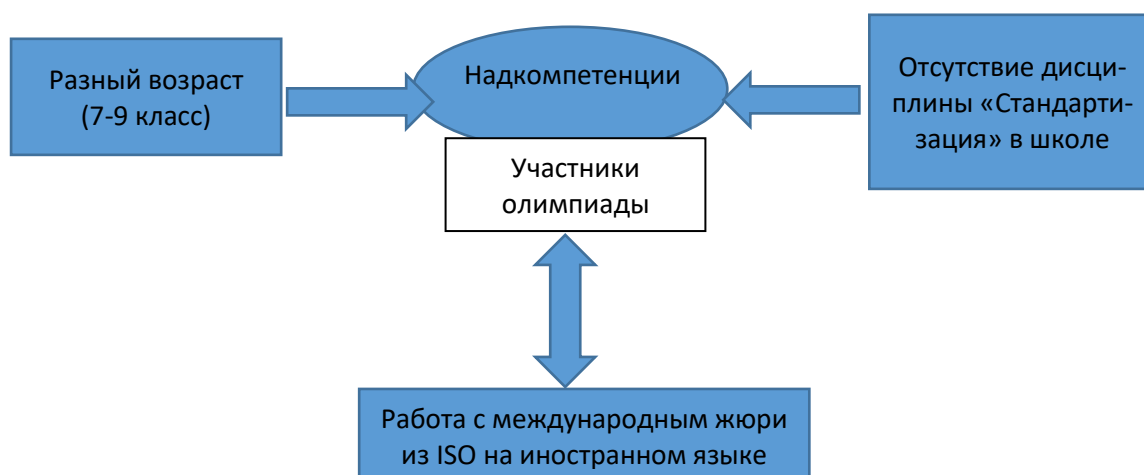 Разный возраст
(7-9 класс)
Надкомпетенции
Отсутствие дисци-
плины «Стандарти-
зация» в школе
Участники
олимпиады
Работа с международным жюри
из ISO на иностранном языке